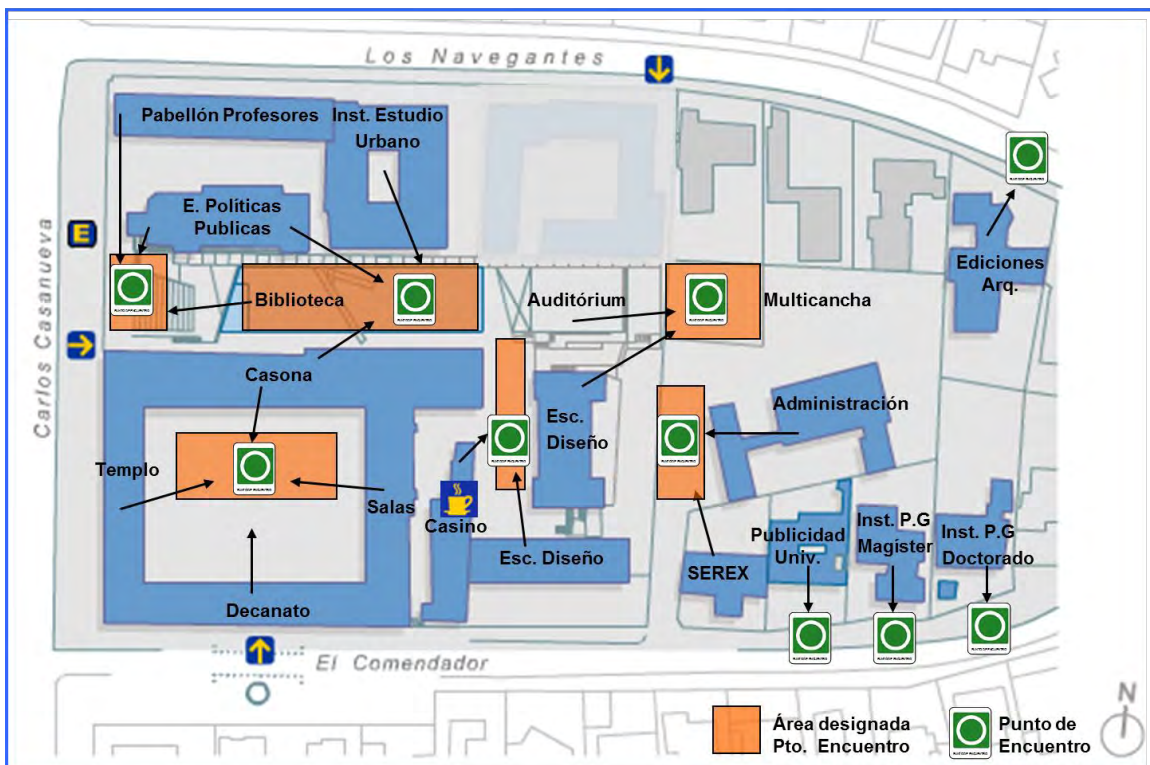 Los Navegantes
Pabellón Profesores
Inst. Estudio
Urbano
E. Políticas
Publicas
Carlos Casanueva
E
Ediciones
Arq.
Biblioteca
Auditórium
Multicancha
Casona
Esc.
Diseño
Administración
Templo
Salas
Casino
Esc. Diseño
SEREX
Publicidad
Univ.
Inst. P.G
Magíster
Inst. P.G
Doctorado
Decanato
El Comendador
N
Área designada
Pto. Encuentro
Punto de
Encuentro